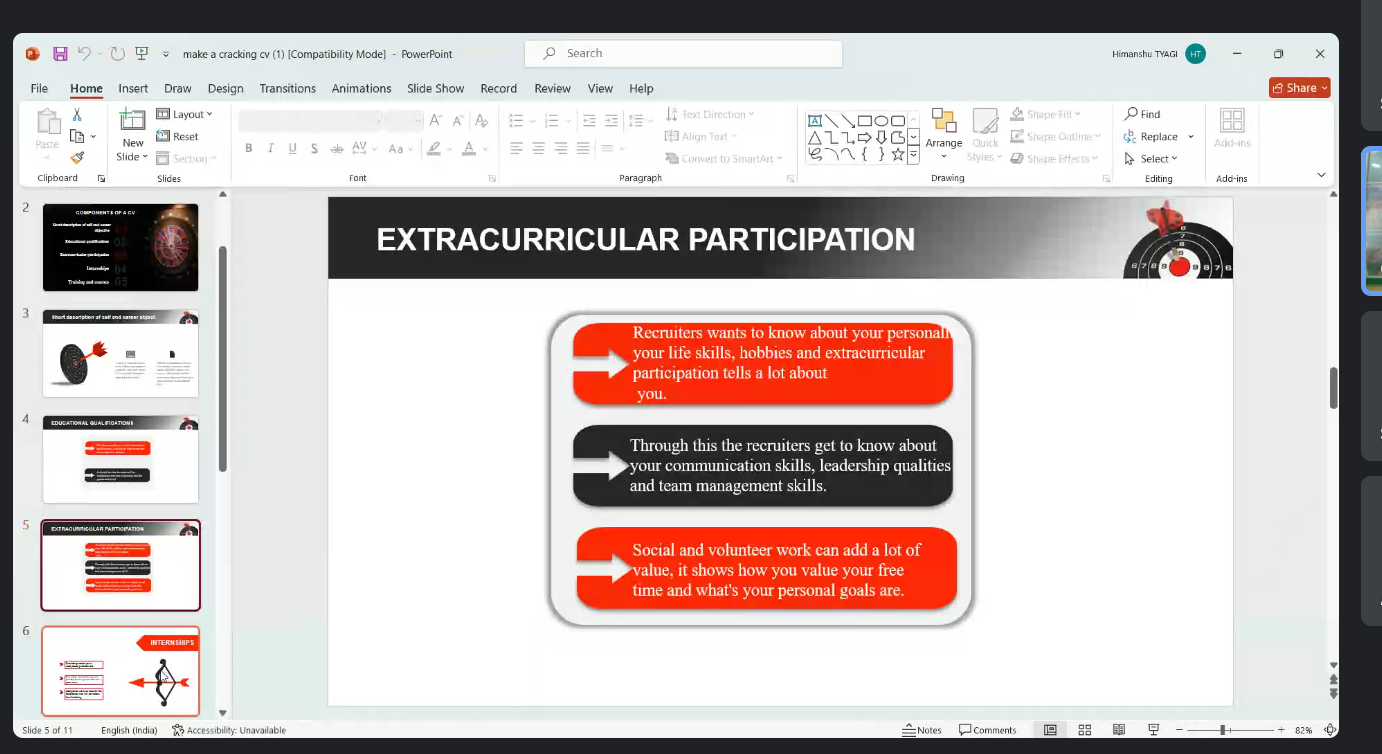 make a cracking cv (1) [Compatibility Mode] - PowerPoint
Search
Himanshu TYAGI HT
File Home Insert Draw Design Transitions Animations Slide Show Record Review View Help
Share
Paste
Clipboard
New Slide
Layout
Reset
Section
Slides
B I U S ab AV Aa A
Font
Text Direction
Align Text
Convert to SmartArt
Paragraph
Arrange
Quick Styles
Shape Fill
Shape Outline
Shape Effects
Drawing
Find
Replace
Select
Editing
Add-ins
Add-ins
2
COMPONENTS OF A CV
Short description of self and career objective
Educational qualifications
Extracurricular participation
Internships
Training and courses
3
Short description of self and career object
4
EDUCATIONAL QUALIFICATIONS
5
EXTRACURRICULAR PARTICIPATION
6
INTERNSHIPS
EXTRACURRICULAR PARTICIPATION
Recruiters wants to know about your personali
your life skills, hobbies and extracurricular
participation tells a lot about
you.
Through this the recruiters get to know about
your communication skills, leadership qualities
and team management skills.
Social and volunteer work can add a lot of
value, it shows how you value your free
time and what's your personal goals are.
Slide 5 of 11 English (India) Accessibility: Unavailable Notes Comments 82%